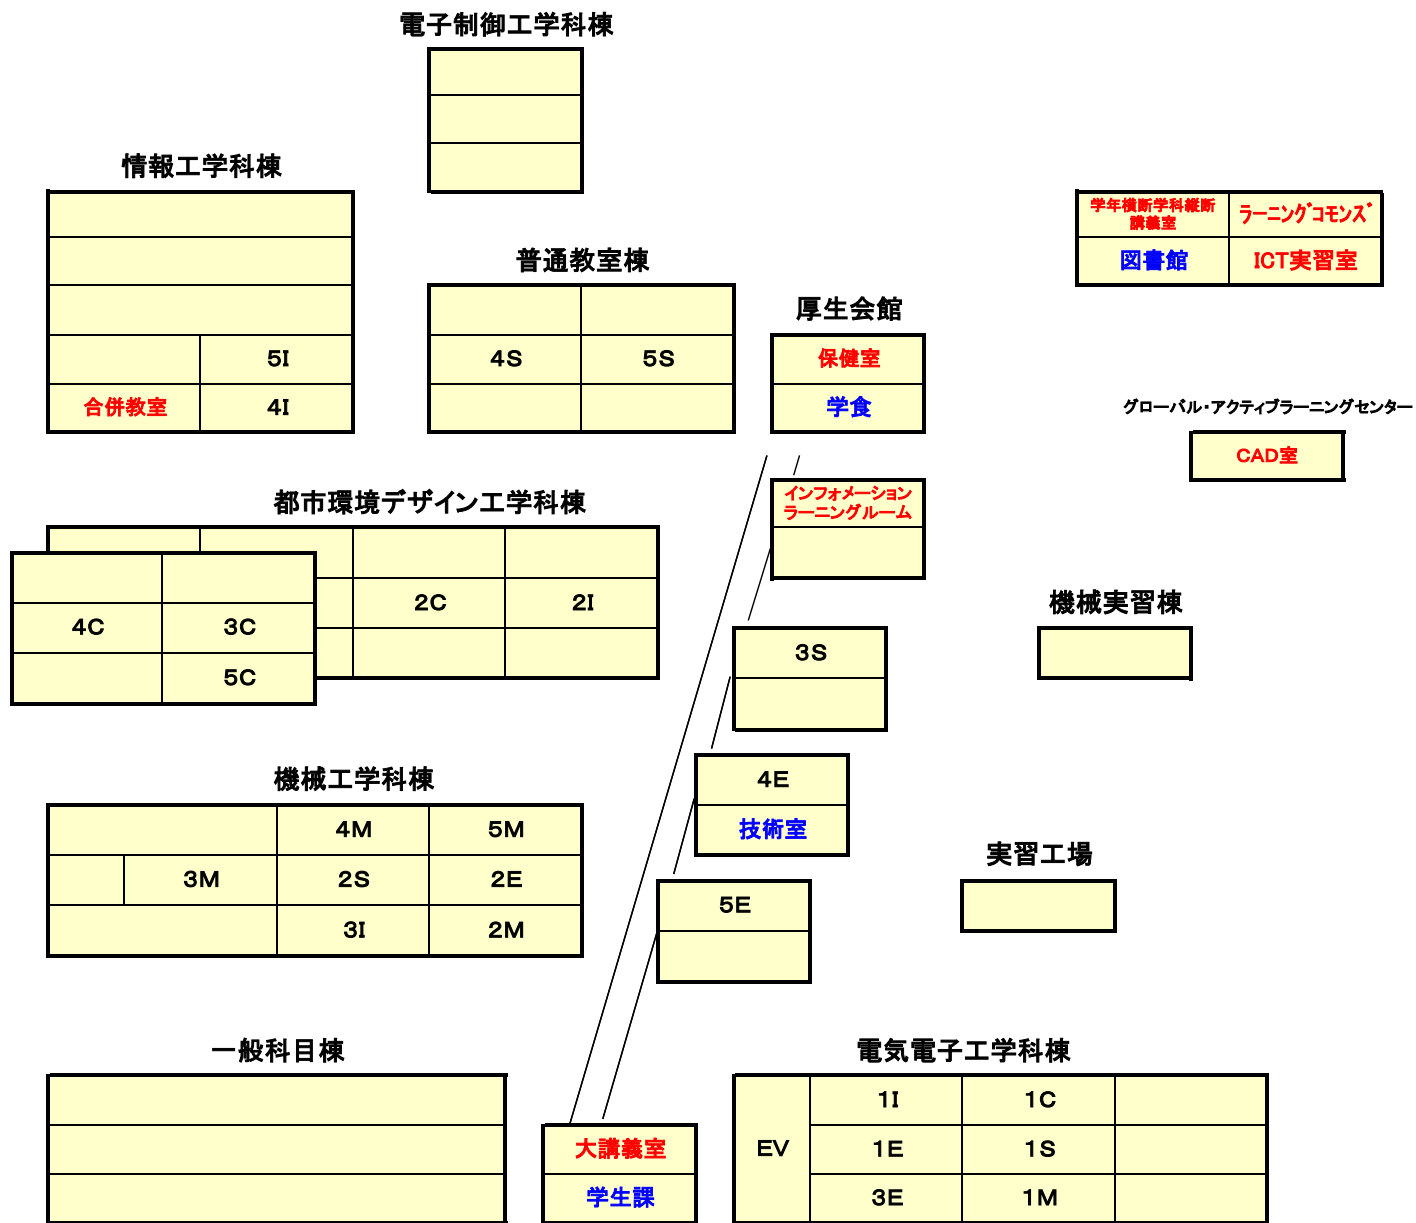 電子制御工学科棟
情報工学科棟
学年横断学科縦断
講義室
ラーニングコモンズ
図書館
ICT実習室
普通教室棟
厚生会館
5I
4S
5S
保健室
合併教室
4I
学食
グローバル・アクティブラーニングセンター
CAD室
都市環境デザイン工学科棟
インフォメーション
ラーニングルーム
2C
2I
機械実習棟
4C
3C
3S
5C
機械工学科棟
4E
4M
5M
技術室
実習工場
3M
2S
2E
5E
3I
2M
一般科目棟
電気電子工学科棟
1I
1C
大講義室
EV
1E
1S
学生課
3E
1M